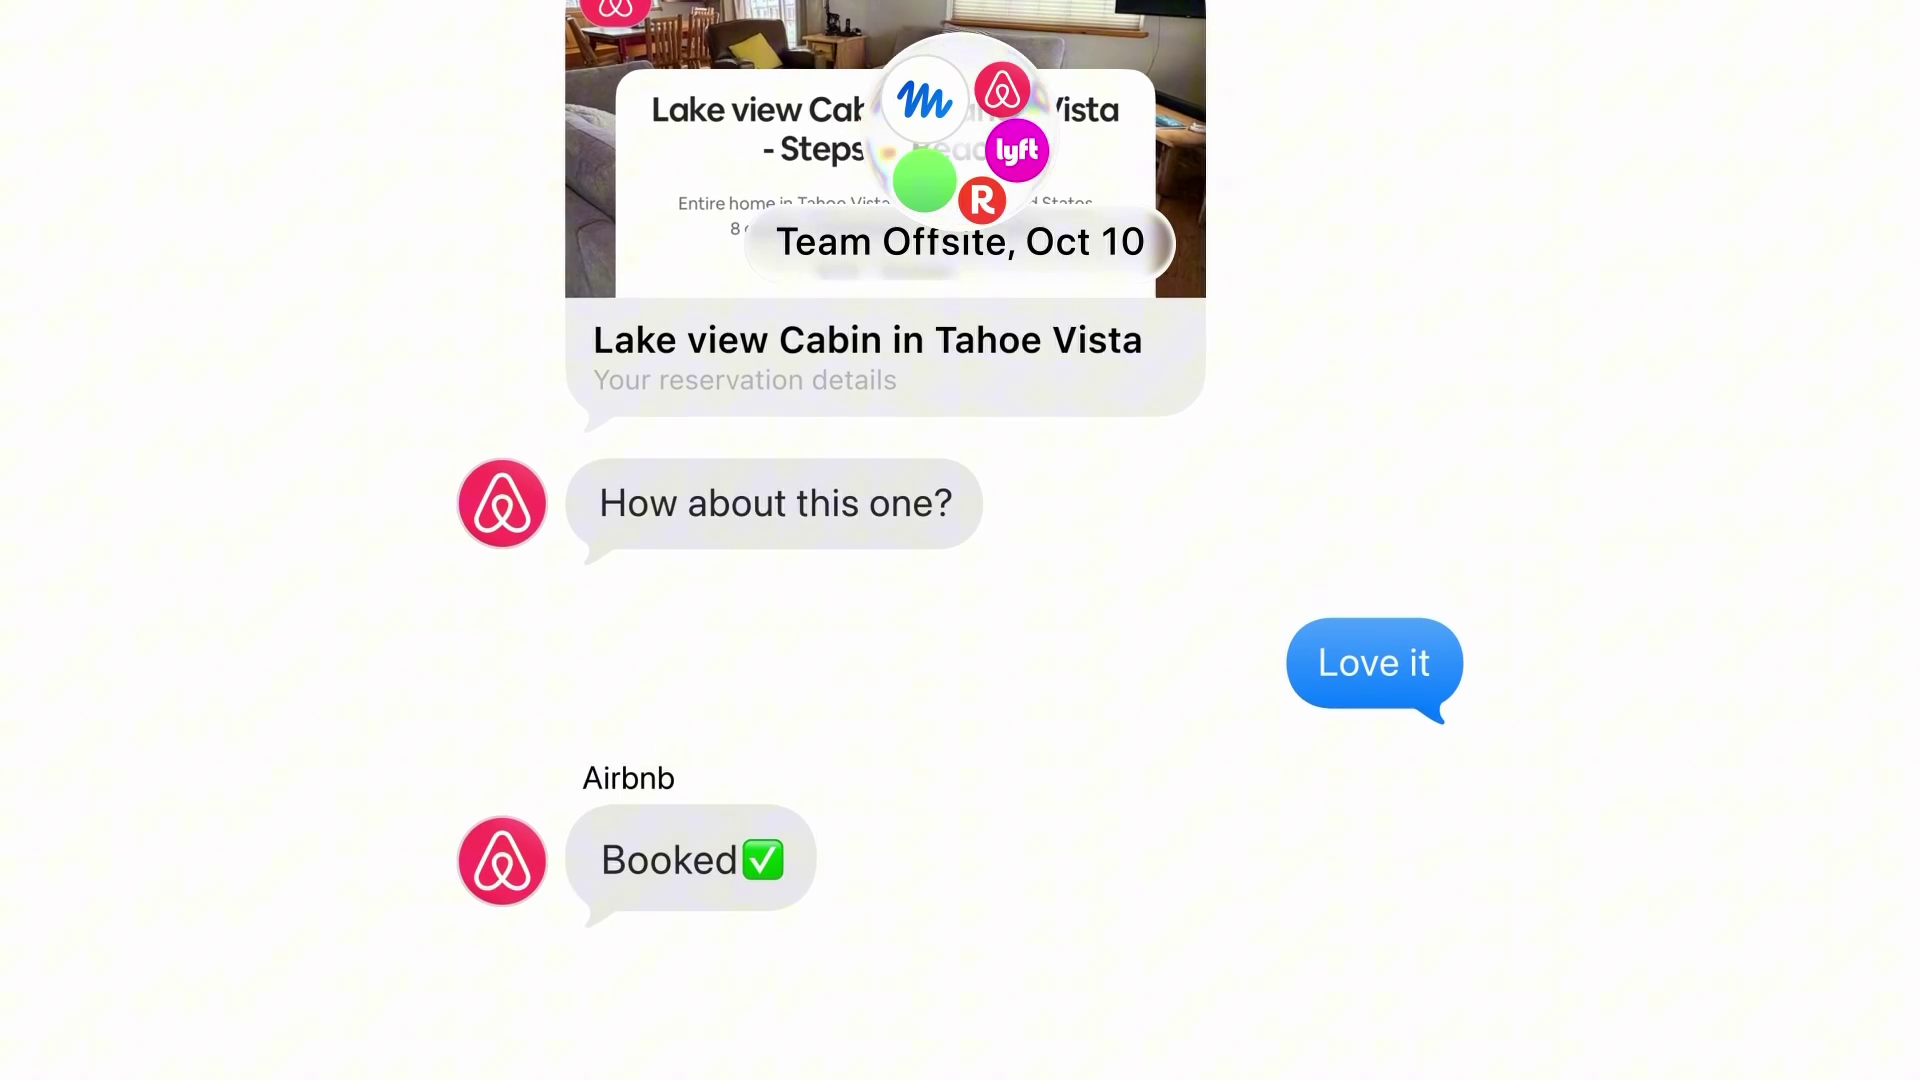 Lake view Cab
Vista
- Steps
lyft
R
Entire home in Tahoe Vista
d States
8
Team Offsite, Oct 10
Lake view Cabin in Tahoe Vista
Your reservation details
How about this one?
Love it
Airbnb
Booked✅